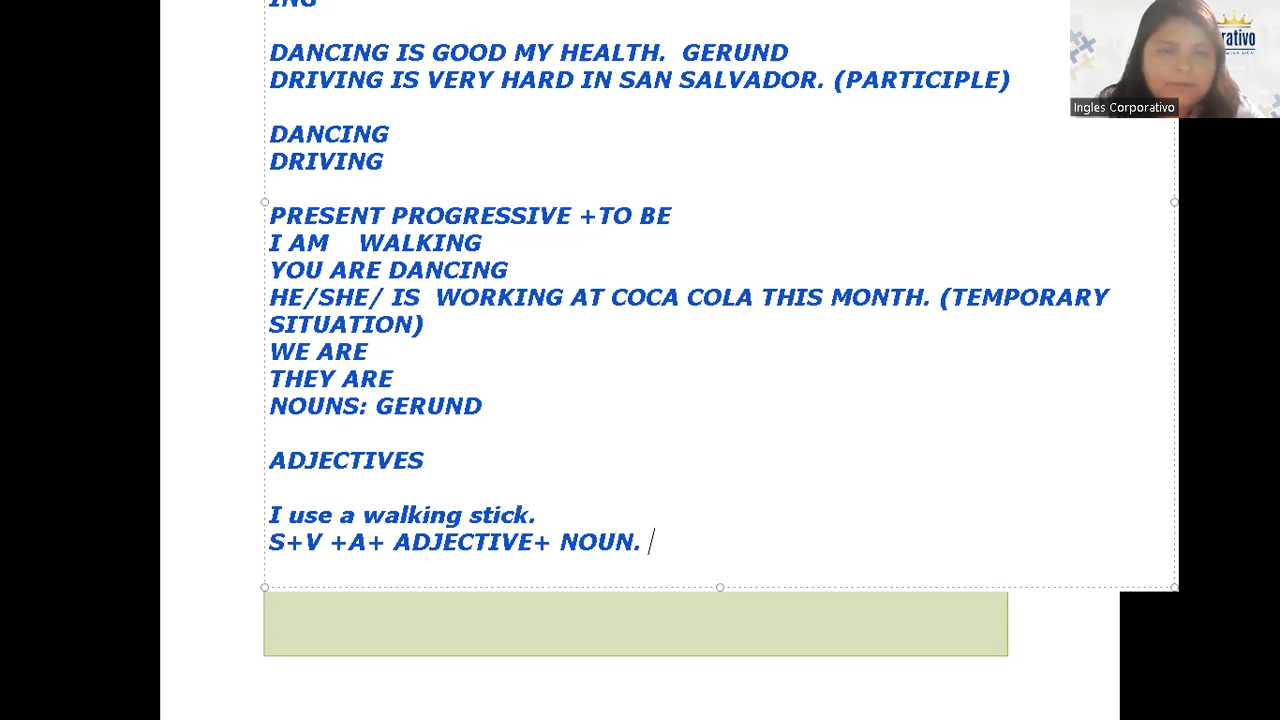 ING
DANCING IS GOOD MY HEALTH. GERUND
DRIVING IS VERY HARD IN SAN SALVADOR. (PARTICIPLE)
DANCING
DRIVING
PRESENT PROGRESSIVE +TO BE
I AM WALKING
YOU ARE DANCING
HE/SHE/ IS WORKING AT COCA COLA THIS MONTH. (TEMPORARY
SITUATION)
WE ARE
THEY ARE
NOUNS: GERUND
ADJECTIVES
I use a walking stick.
S+V +A+ ADJECTIVE+ NOUN.
rativo
Ingles Corporativo